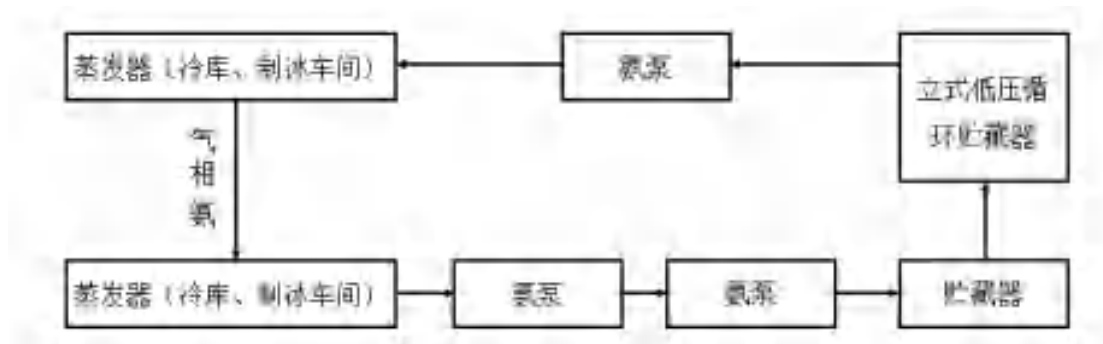 蒸发器（冷库、制冰车间）
氨泵
立式低压循
环贮藏器
气
相
氨
蒸发器（冷库、制冰车间）
氨泵
氨泵
贮藏器